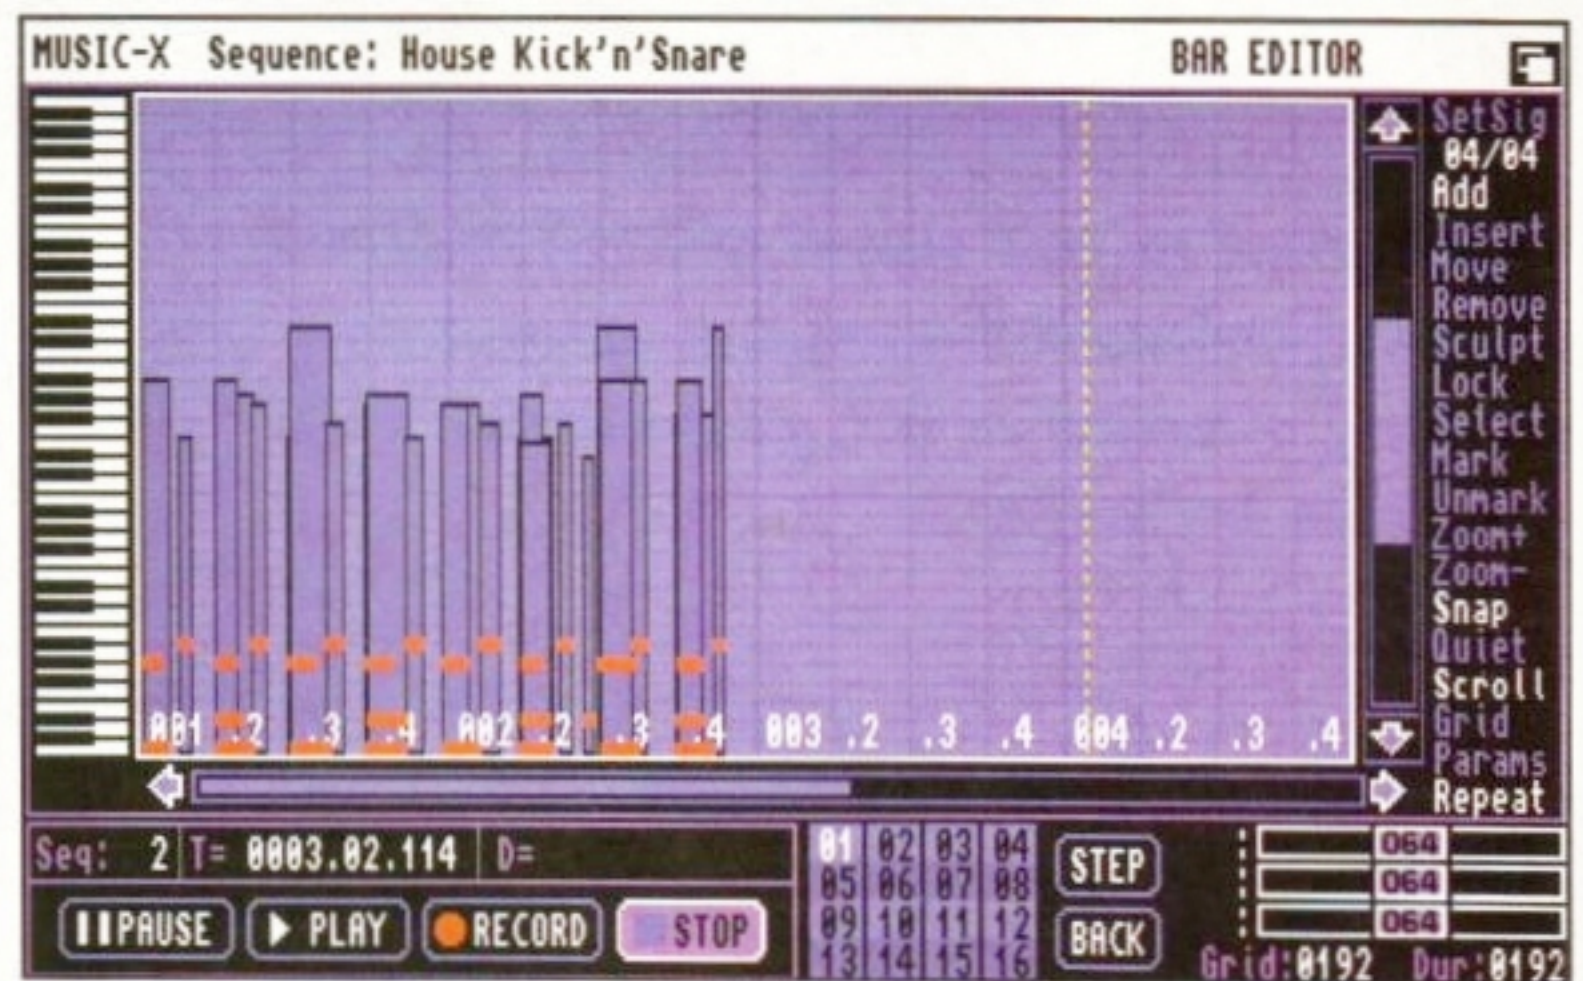 MUSIC-X Sequence: House Kick'n'Snare BAR EDITOR
SetSig
04/04
Add
Insert
Move
Remove
Sculpt
Lock
Select
Mark
Unmark
Zoom+
Zoom-
Snap
Quiet
Scroll
Grid
Params
Repeat
001 .2 .3 .4 002 .2 .3 .4 003 .2 .3 .4 004 .2 .3 .4
Seq: 2 T= 0003.02.114 D=
PAUSE PLAY RECORD STOP
01 02 03 04
05 06 07 08
09 10 11 12
13 14 15 16
STEP
BACK
064
064
064
Grid:0192 Dur:0192